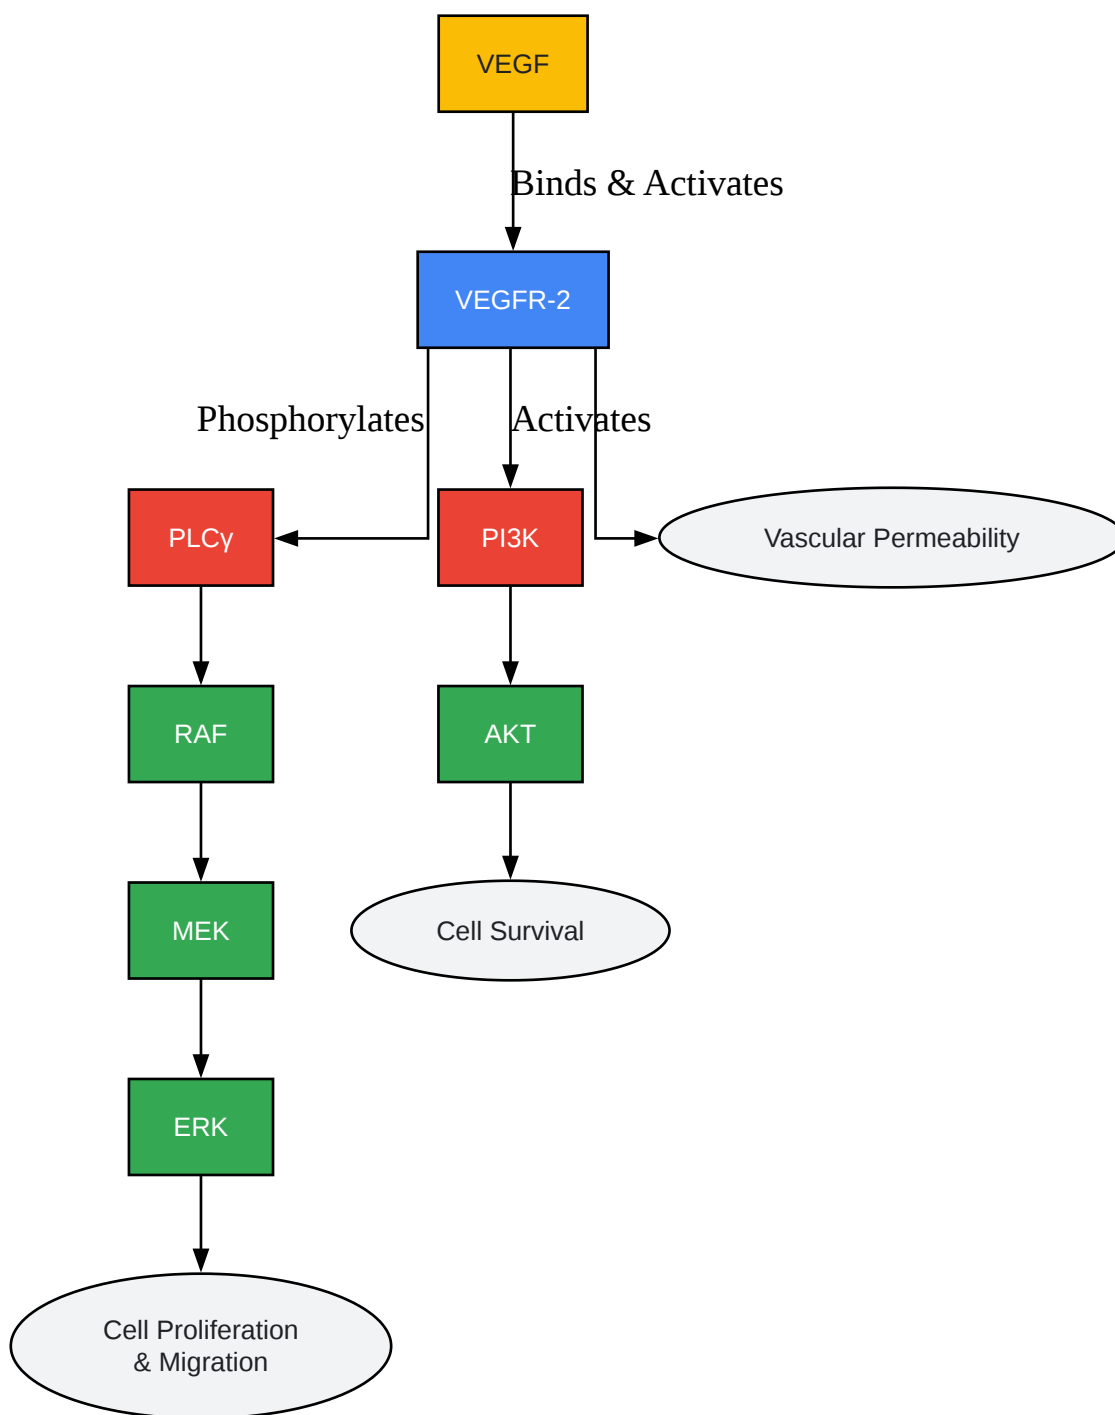 VEGF
Binds & Activates
VEGFR-2
Phosphorylates
Activates
PLCγ
PI3K
Vascular Permeability
RAF
AKT
MEK
Cell Survival
ERK
Cell Proliferation
& Migration